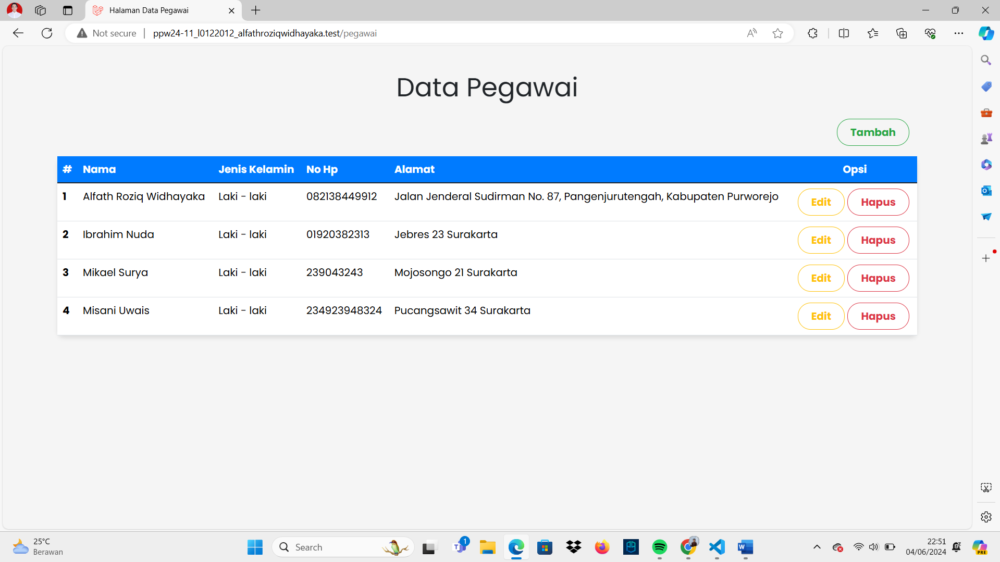 Halaman Data Pegawai
Not secure ppw24-11_l0122012_alfathroziqwidhayaka.test/pegawai
Data Pegawai
Tambah
# Nama Jenis Kelamin No Hp Alamat Opsi
1 Alfath Roziq Widhayaka Laki - laki 082138449912 Jalan Jenderal Sudirman No. 87, Pangenjurutengah, Kabupaten Purworejo Edit Hapus
2 Ibrahim Nuda Laki - laki 01920382313 Jebres 23 Surakarta Edit Hapus
3 Mikael Surya Laki - laki 239043243 Mojosongo 21 Surakarta Edit Hapus
4 Misani Uwais Laki - laki 234923948324 Pucangsawit 34 Surakarta Edit Hapus
25°C
Berawan
Search
1
22:51
04/06/2024
PRE